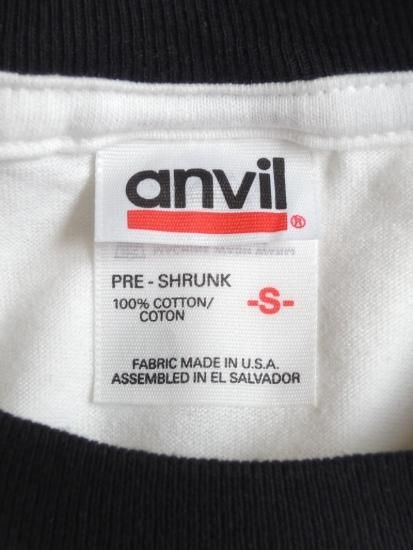 anvil®
PRE - SHRUNK
100% COTTON/
COTON
-S-
FABRIC MADE IN U.S.A.
ASSEMBLED IN EL SALVADOR